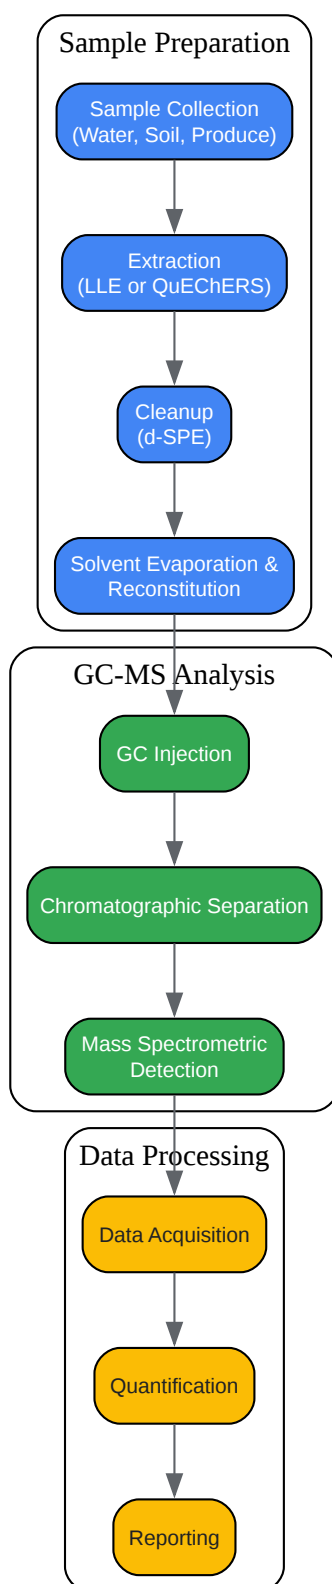 Sample Preparation
Sample Collection
(Water, Soil, Produce)
Extraction
(LLE or QuEChERS)
Cleanup
(d-SPE)
Solvent Evaporation &
Reconstitution
GC-MS Analysis
GC Injection
Chromatographic Separation
Mass Spectrometric
Detection
Data Processing
Data Acquisition
Quantification
Reporting